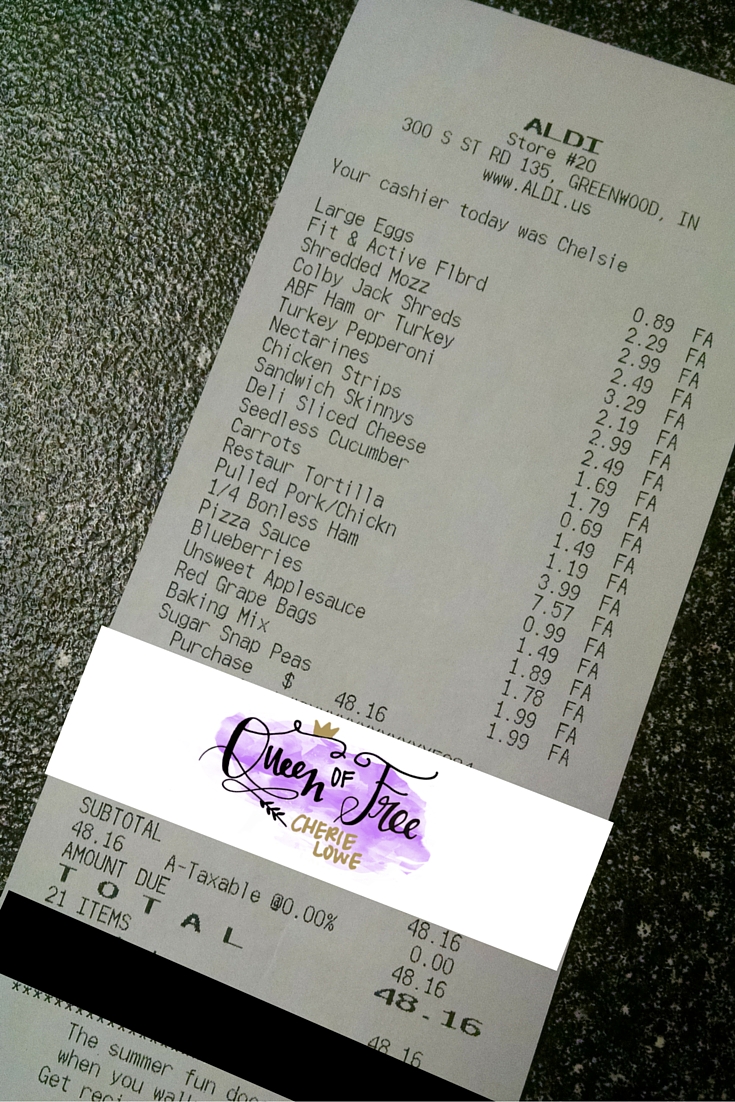 ALDI
Store #20
300 S ST RD 135, GREENWOOD, IN
www.ALDI.us
Your cashier today was Chelsie
Large Eggs 0.89 FA
Fit & Active Flbrd 2.29 FA
Shredded Mozz 2.99 FA
Colby Jack Shreds 2.49 FA
ABF Ham or Turkey 3.29 FA
Turkey Pepperoni 2.19 FA
Nectarines 2.99 FA
Chicken Strips 2.49 FA
Sandwich Skinnys 1.69 FA
Deli Sliced Cheese 1.79 FA
Seedless Cucumber 0.69 FA
Carrots 1.49 FA
Restaur Tortilla 1.19 FA
Pulled Pork/Chickn 3.99 FA
1/4 Bonless Ham 7.57 FA
Pizza Sauce 0.99 FA
Blueberries 1.49 FA
Unsweet Applesauce 1.89 FA
Red Grape Bags 1.78 FA
Baking Mix 1.99 FA
Sugar Snap Peas 1.99 FA
Purchase $ 48.16
Queen OF Free
CHERIE
LOWE
SUBTOTAL 48.16
48.16 A-Taxable @0.00% 0.00
AMOUNT DUE 48.16
TOTAL 48.16
21 ITEMS
48.16
xxxxxxxxxxxxxxxx
The summer fun
when you
Get